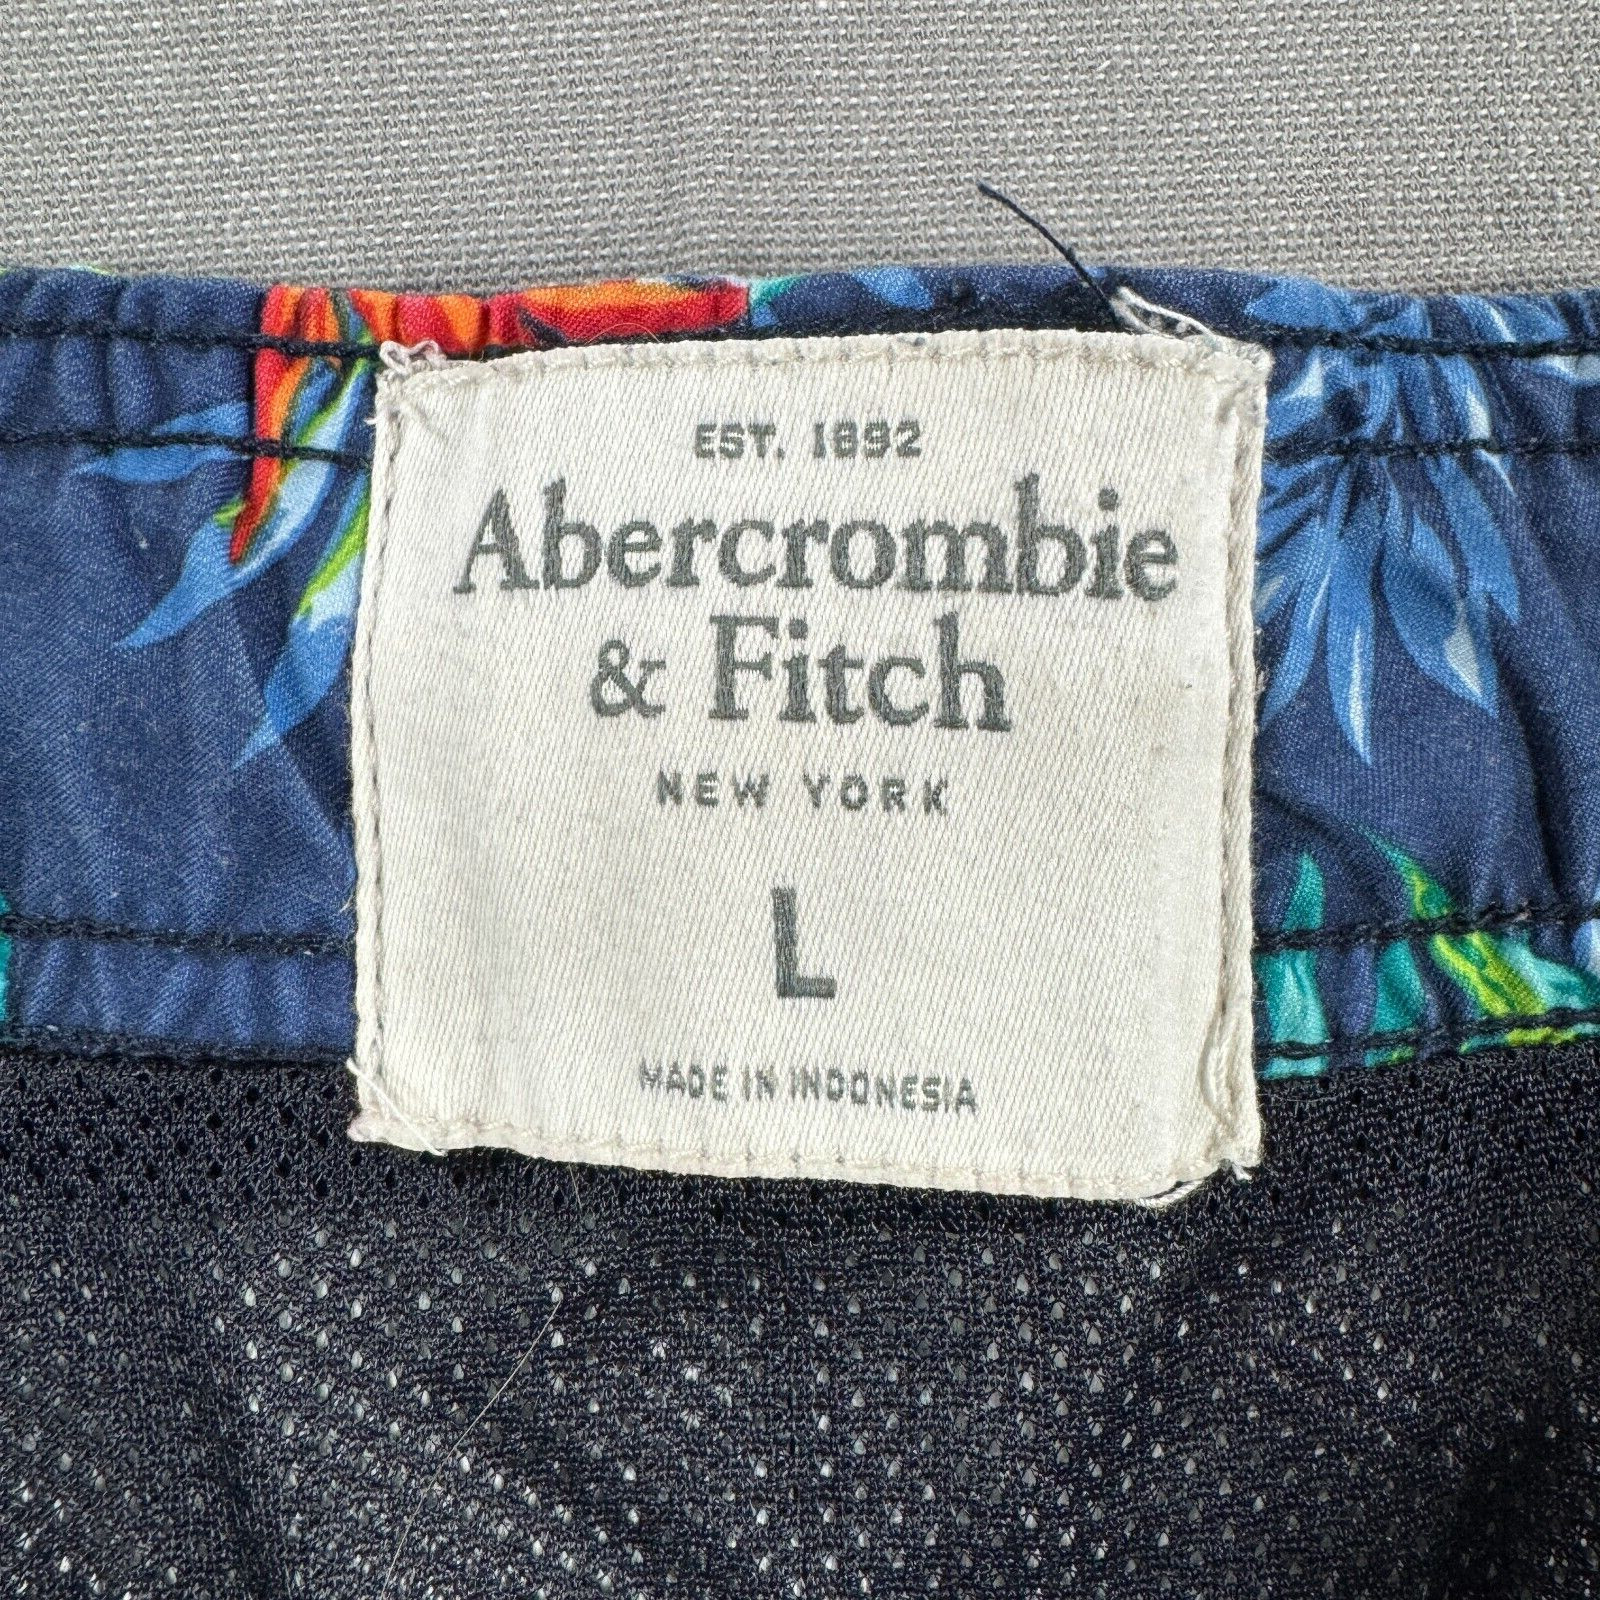 EST. 1892
Abercrombie
& Fitch
NEW YORK
L
MADE IN INDONESIA